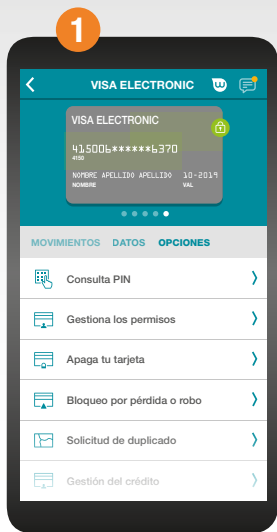 1
VISA ELECTRONIC
VISA ELECTRONIC
415006******6370
4150
NOMBRE APELLIDO APELLIDO 10-2019
NOMBRE VAL
MOVIMIENTOS DATOS OPCIONES
Consulta PIN
Gestiona los permisos
Apaga tu tarjeta
Bloqueo por pérdida o robo
Solicitud de duplicado
Gestión del crédito